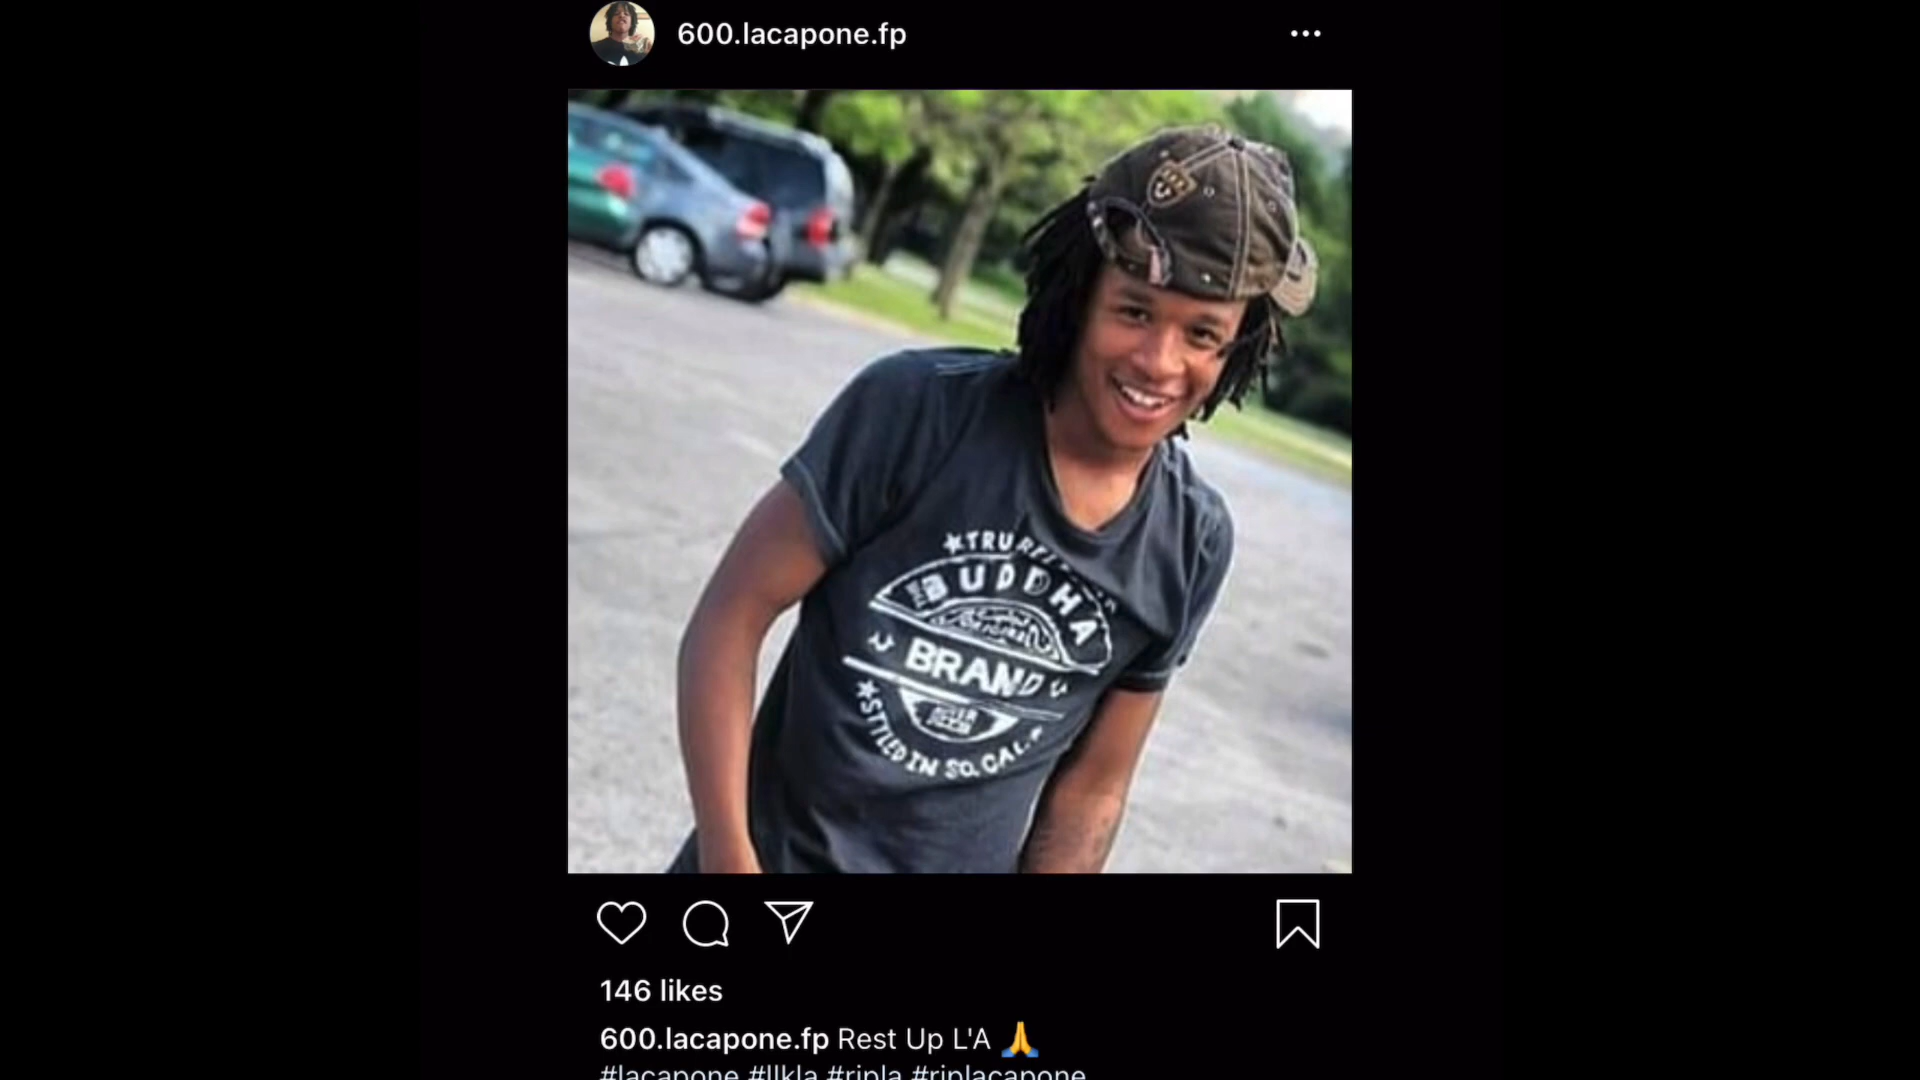 600.lacapone.fp
★TRU
THE BUDDHA
BRAND
★STYLED IN SO. CAL.
146 likes
600.lacapone.fp Rest Up L'A 🙏
#lacapone #llkla #ripla #riplacapone